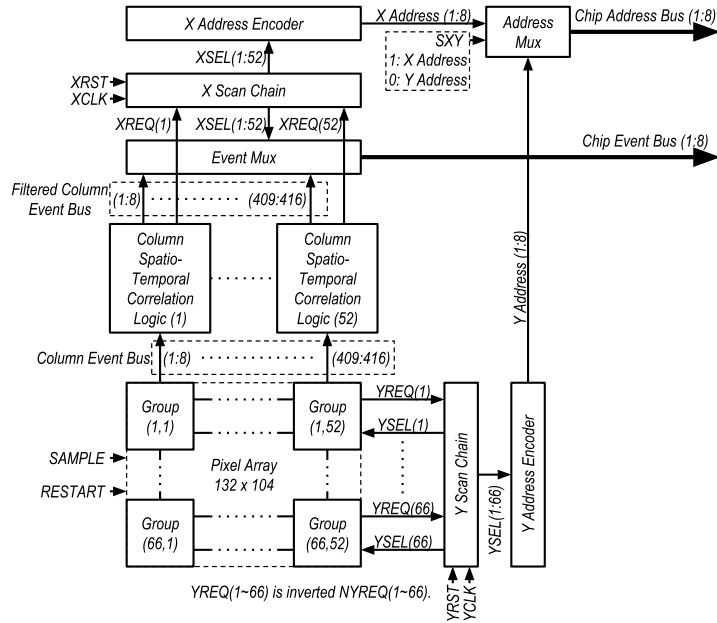 X Address Encoder
X Address (1:8)
Address
Mux
Chip Address Bus (1:8)
SXY
1: X Address
0: Y Address
XSEL(1:52)
XRST
XCLK
X Scan Chain
XREQ(1)
XSEL(1:52)
XREQ(52)
Event Mux
Chip Event Bus (1:8)
Filtered Column
Event Bus
(1:8)
(409:416)
Column
Spatio-
Temporal
Correlation
Logic (1)
Column
Spatio-
Temporal
Correlation
Logic (52)
Y Address (1:8)
Column Event Bus
(1:8)
(409:416)
Group
(1,1)
Group
(1,52)
YREQ(1)
YSEL(1)
SAMPLE
RESTART
Pixel Array
132 x 104
Y Scan Chain
YSEL(1:66)
Y Address Encoder
Group
(66,1)
Group
(66,52)
YREQ(66)
YSEL(66)
YREQ(1~66) is inverted NYREQ(1~66).
YRST
YCLK